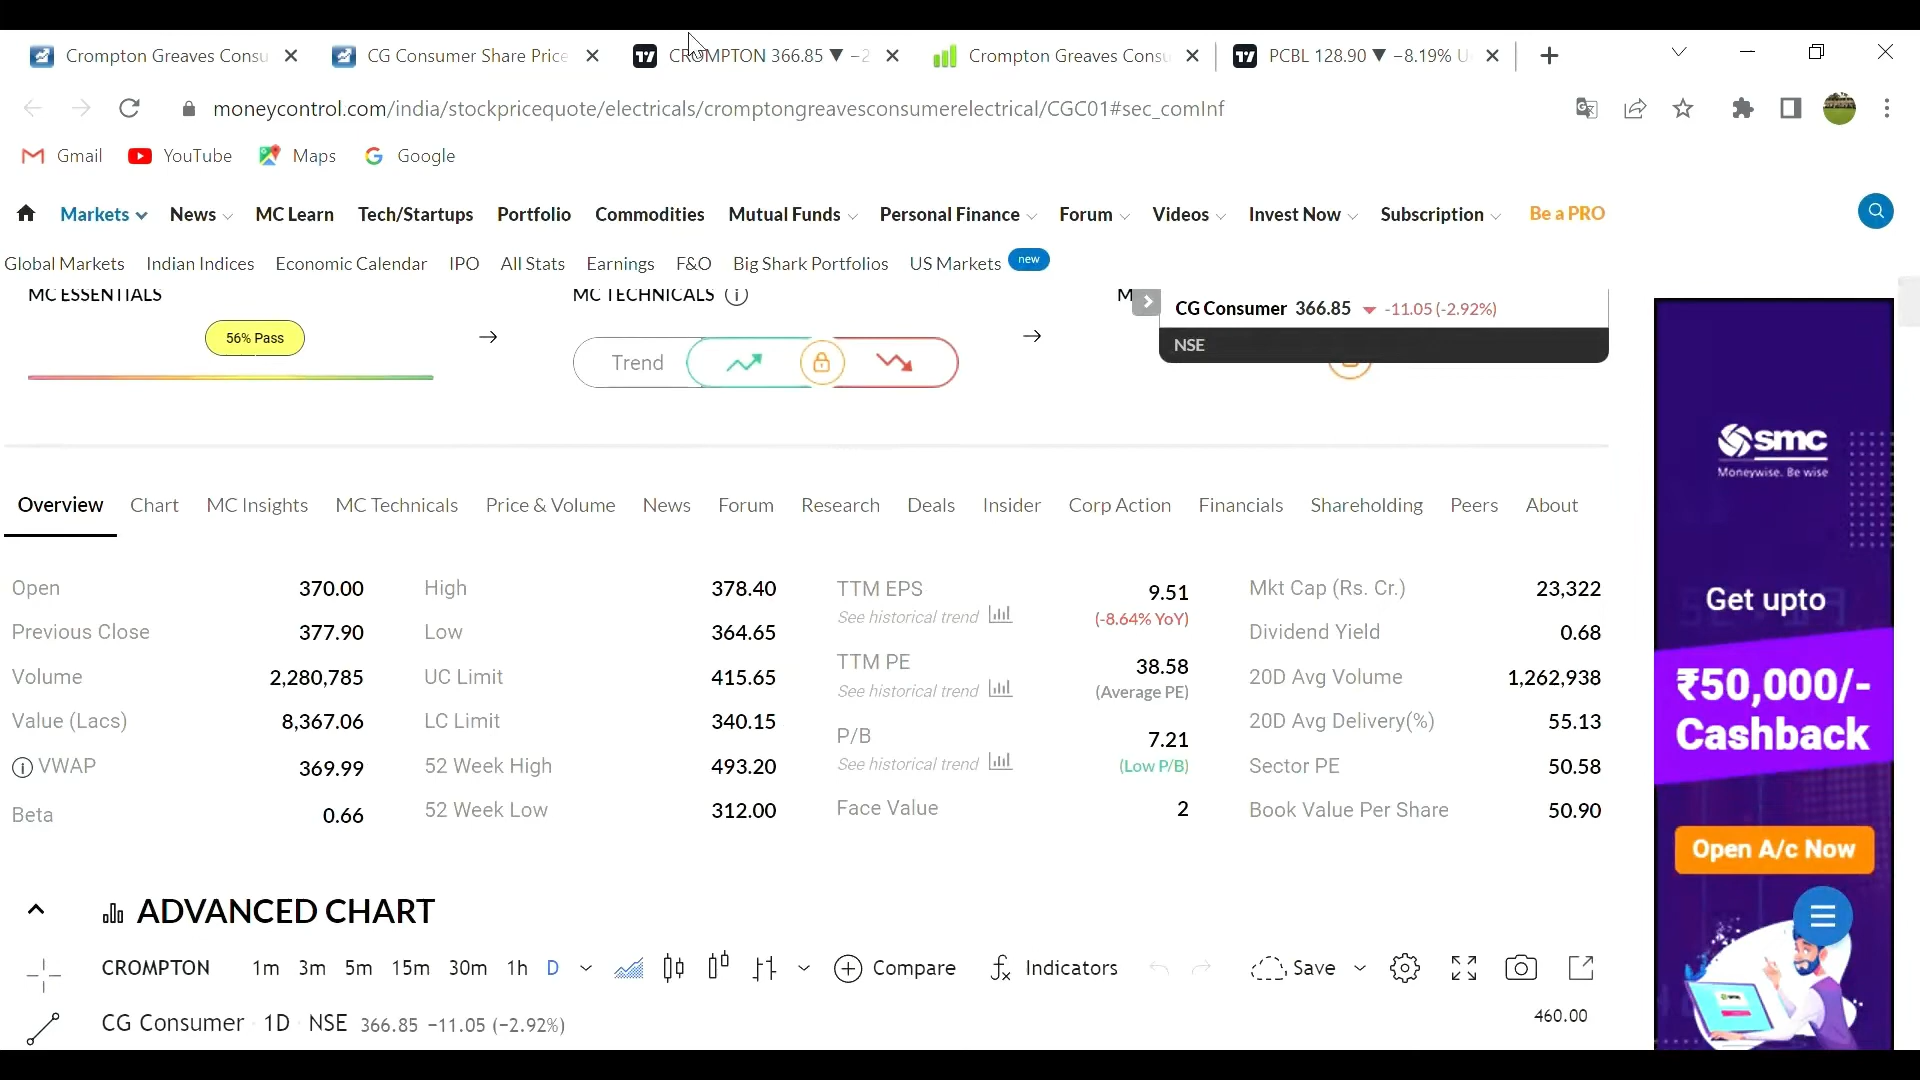 Crompton Greaves Consu
CG Consumer Share Price
CROMPTON 366.85 ▼ −2
Crompton Greaves Consu
PCBL 128.90 ▼ −8.19% U
moneycontrol.com/india/stockpricequote/electricals/cromptongreavesconsumerelectrical/CGC01#sec_comInf
Gmail YouTube Maps Google
Markets News MC Learn Tech/Startups Portfolio Commodities Mutual Funds Personal Finance Forum Videos Invest Now Subscription Be a PRO
Global Markets Indian Indices Economic Calendar IPO All Stats Earnings F&O Big Shark Portfolios US Markets new
MC ESSENTIALS MC TECHNICALS M
CG Consumer 366.85 -11.05 (-2.92%)
NSE
56% Pass
Trend
Overview Chart MC Insights MC Technicals Price & Volume News Forum Research Deals Insider Corp Action Financials Shareholding Peers About
Open 370.00
Previous Close 377.90
Volume 2,280,785
Value (Lacs) 8,367.06
VWAP 369.99
Beta 0.66
High 378.40
Low 364.65
UC Limit 415.65
LC Limit 340.15
52 Week High 493.20
52 Week Low 312.00
TTM EPS 9.51
See historical trend (-8.64% YoY)
TTM PE 38.58
See historical trend (Average PE)
P/B 7.21
See historical trend (Low P/B)
Face Value 2
Mkt Cap (Rs. Cr.) 23,322
Dividend Yield 0.68
20D Avg Volume 1,262,938
20D Avg Delivery(%) 55.13
Sector PE 50.58
Book Value Per Share 50.90
ADVANCED CHART
CROMPTON 1m 3m 5m 15m 30m 1h D Compare Indicators Save
CG Consumer 1D NSE 366.85 −11.05 (−2.92%)
460.00
smc
Moneywise. Be wise
Get upto
₹50,000/-
Cashback
Open A/c Now